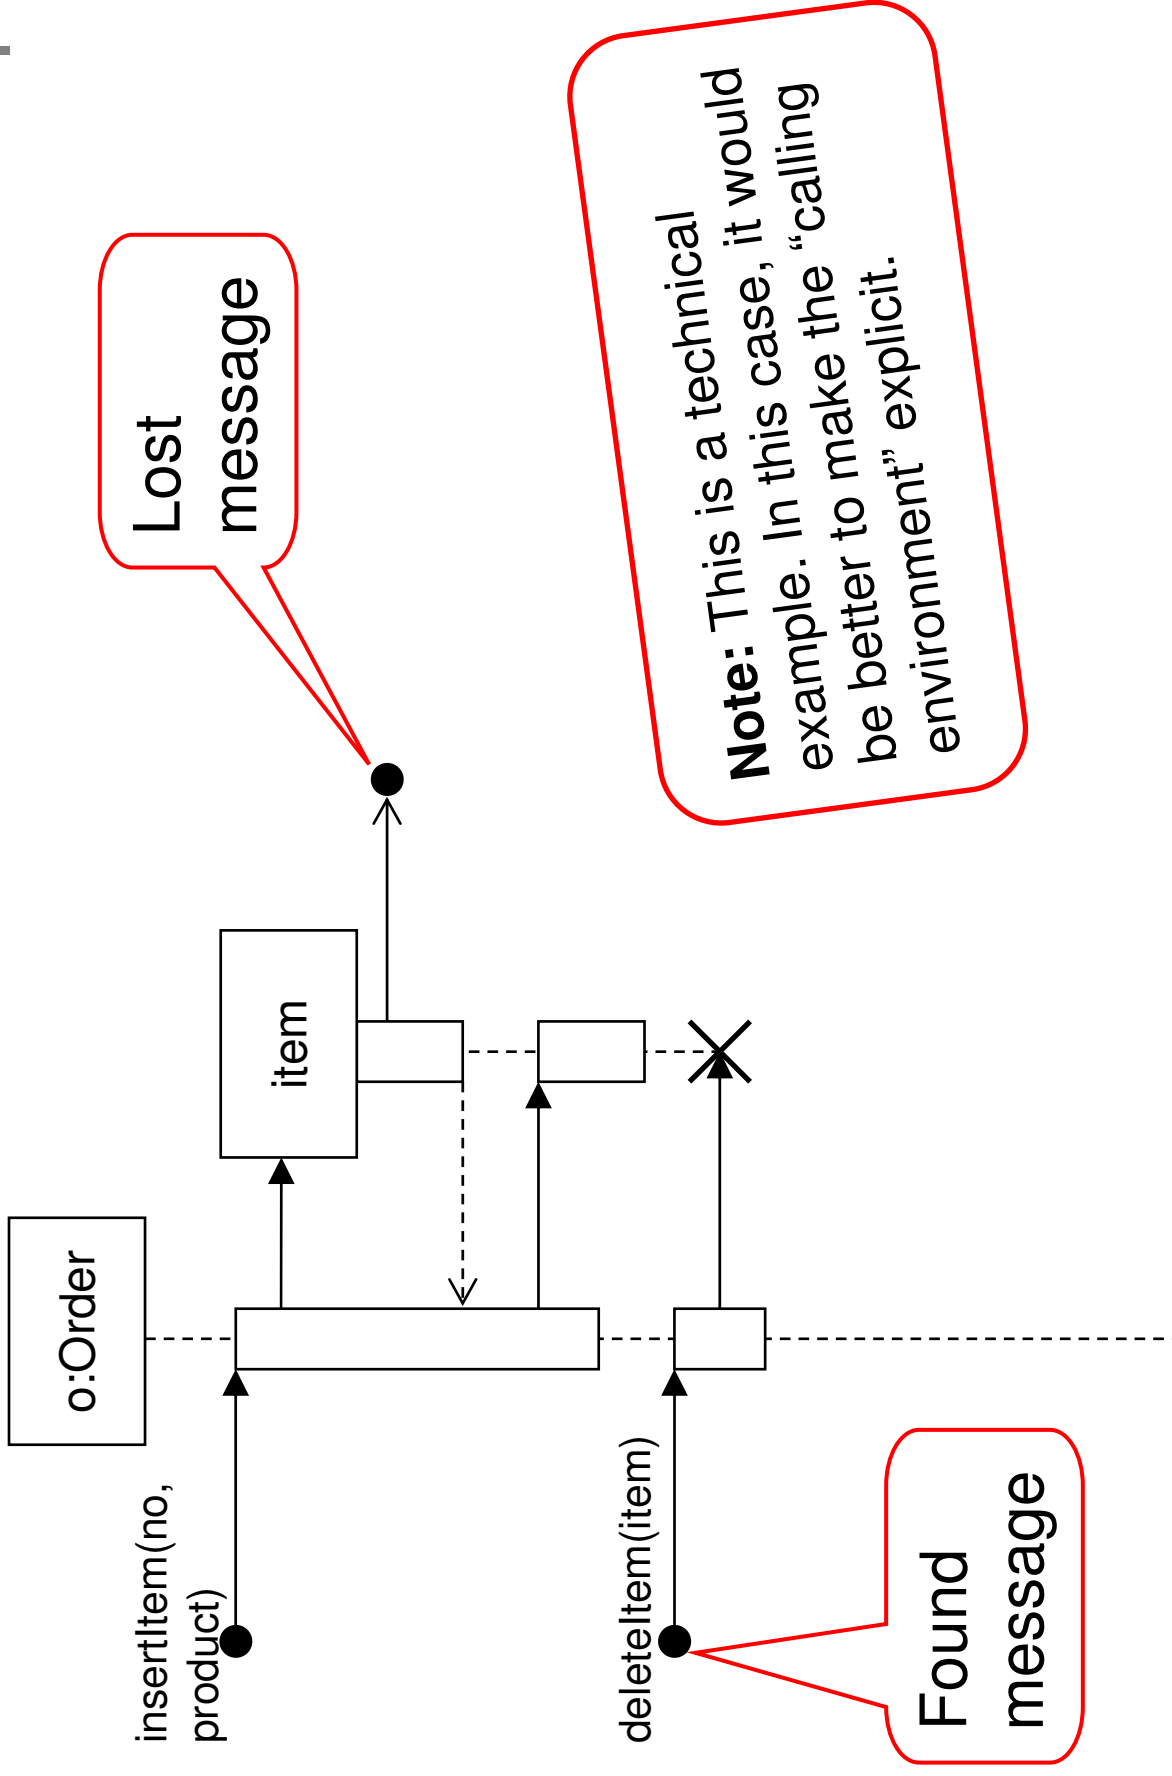 o:Order
insertItem(no,
product)
item
Lost
message
deleteItem(item)
Found
message
Note: This is a technical
example. In this case, it would
be better to make the ”calling
environment“ explicit.